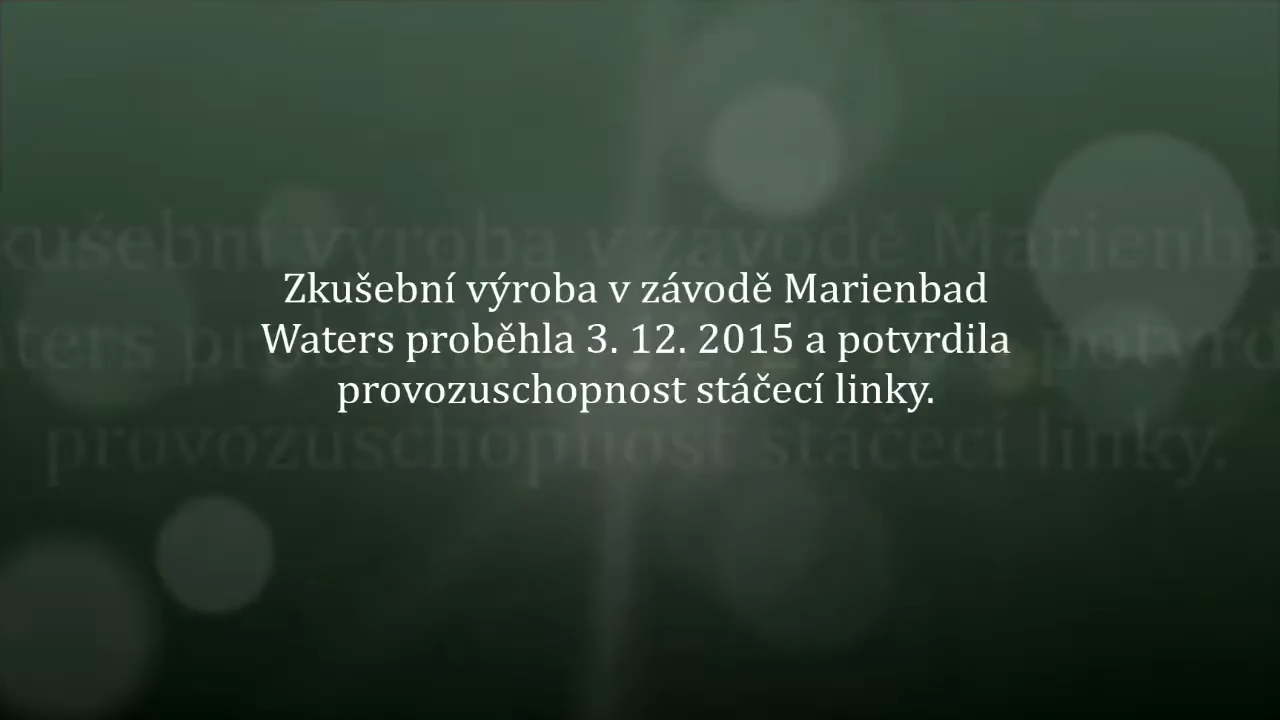 Zkušební výroba v závodě Marienbad
Waters proběhla 3. 12. 2015 a potvrdila
provozuschopnost stáčecí linky.